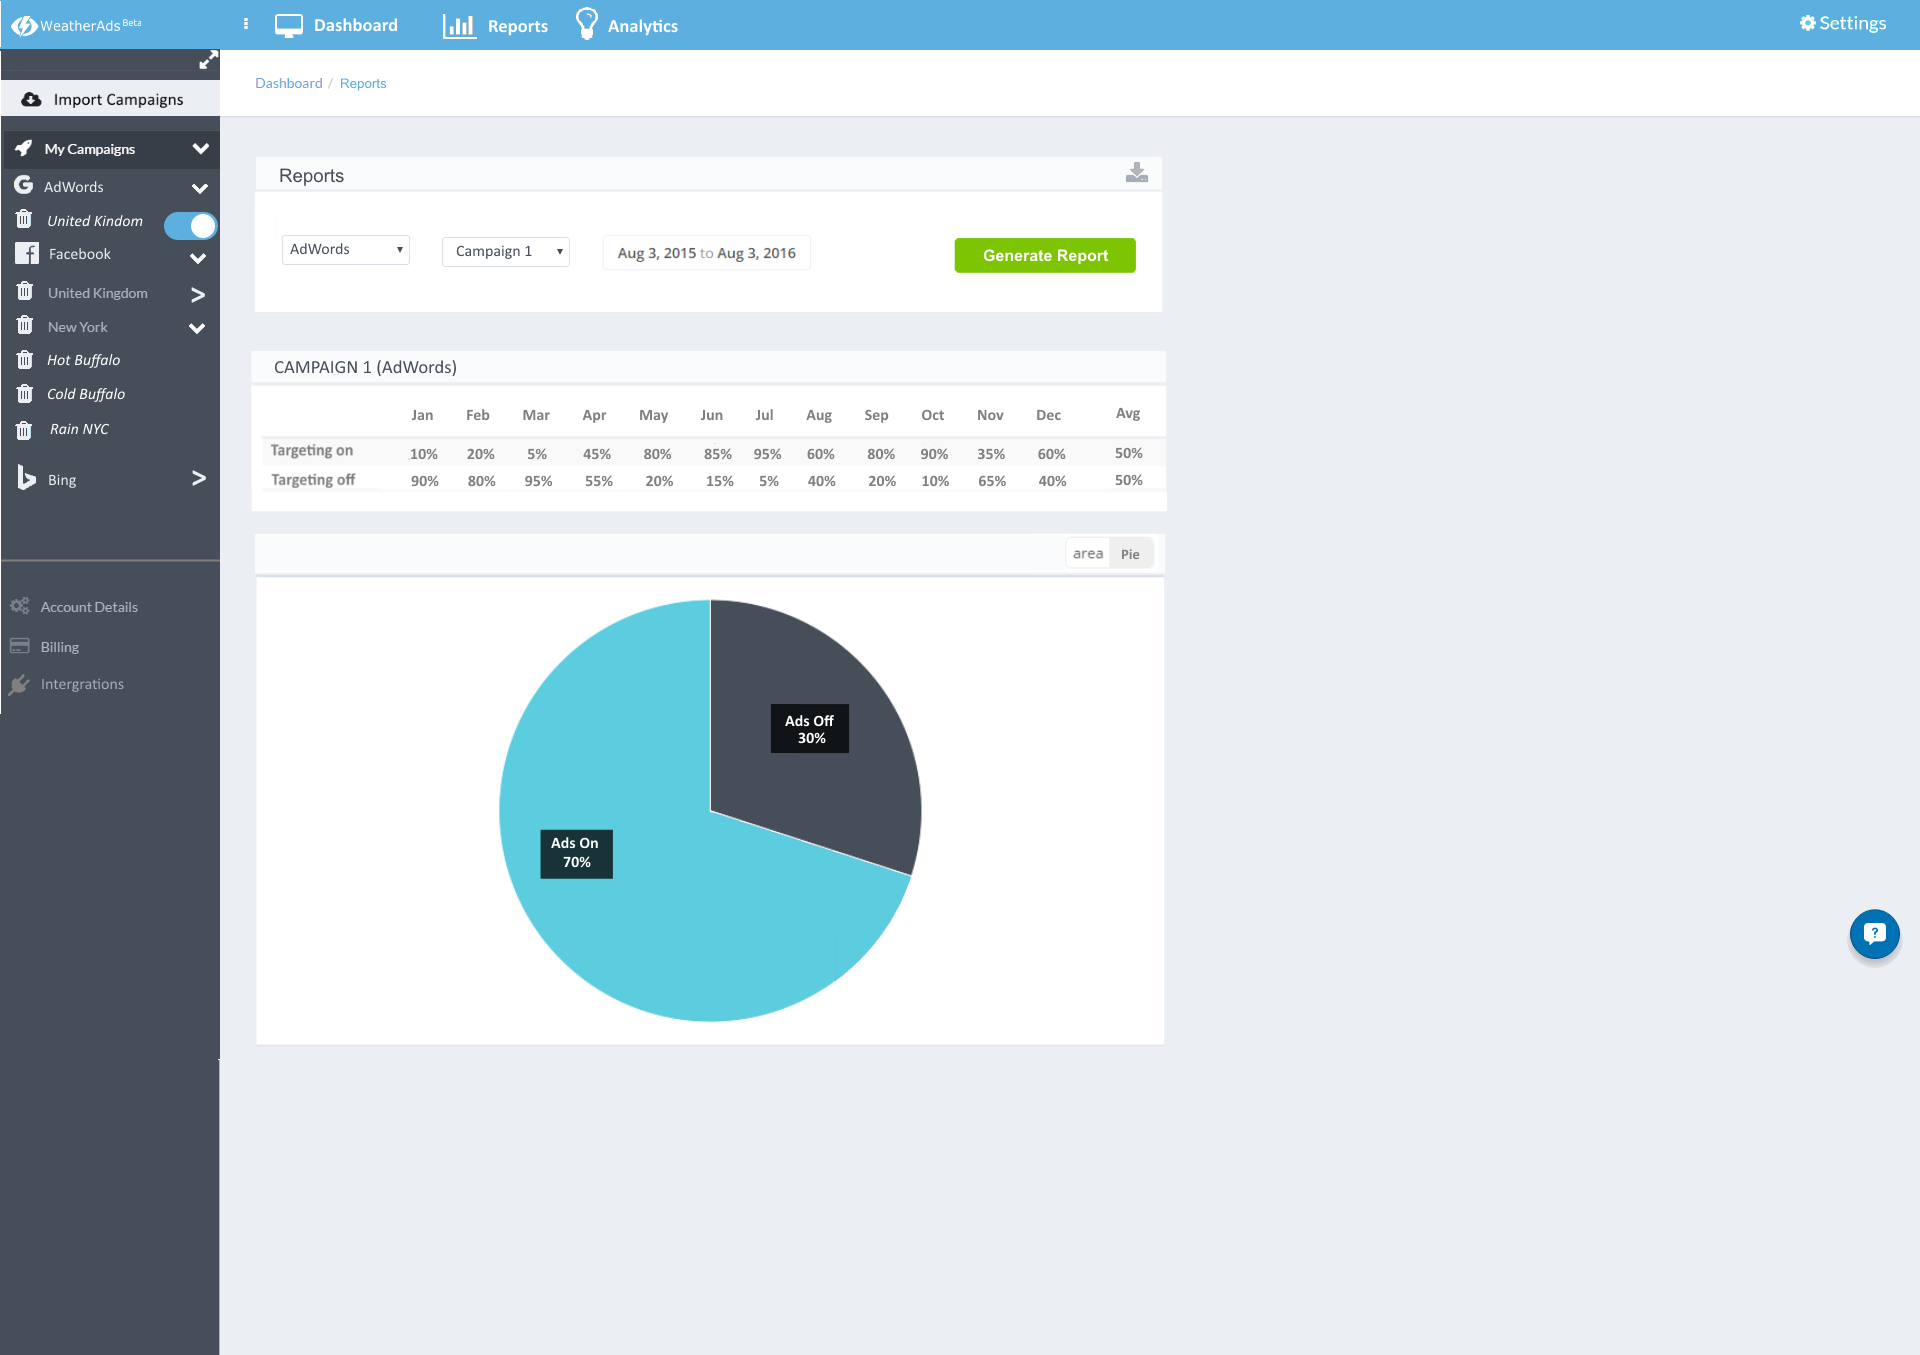 WeatherAds Beta
Dashboard
Reports
Analytics
Settings
Import Campaigns
My Campaigns
AdWords
United Kindom
Facebook
United Kingdom
New York
Hot Buffalo
Cold Buffalo
Rain NYC
Bing
Account Details
Billing
Intergrations
Dashboard / Reports
Reports
AdWords
Campaign 1
Aug 3, 2015 to Aug 3, 2016
Generate Report
CAMPAIGN 1 (AdWords)
Jan Feb Mar Apr May Jun Jul Aug Sep Oct Nov Dec Avg
Targeting on 10% 20% 5% 45% 80% 85% 95% 60% 80% 90% 35% 60% 50%
Targeting off 90% 80% 95% 55% 20% 15% 5% 40% 20% 10% 65% 40% 50%
area Pie
Ads Off
30%
Ads On
70%
?